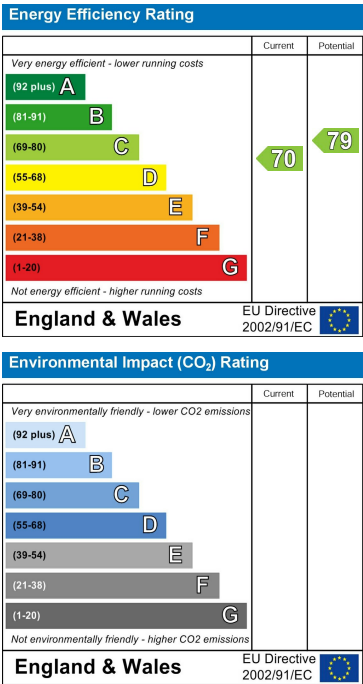 Energy Efficiency Rating
Current Potential
Very energy efficient - lower running costs
(92 plus) A
(81-91) B
(69-80) C
(55-68) D
(39-54) E
(21-38) F
(1-20) G
70
79
Not energy efficient - higher running costs
England & Wales
EU Directive
2002/91/EC
Environmental Impact (CO₂) Rating
Current Potential
Very environmentally friendly - lower CO2 emissions
(92 plus) A
(81-91) B
(69-80) C
(55-68) D
(39-54) E
(21-38) F
(1-20) G
Not environmentally friendly - higher CO2 emissions
England & Wales
EU Directive
2002/91/EC